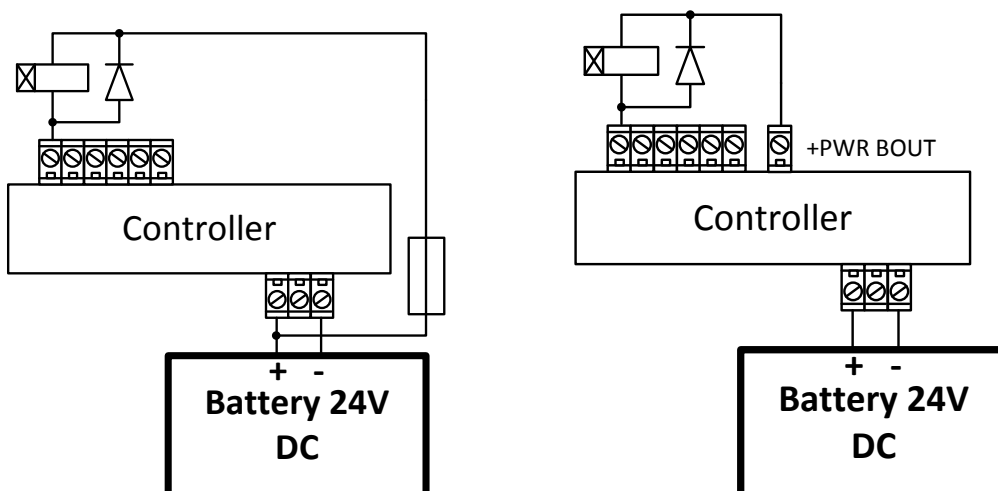 Controller
+ -
Battery 24V
DC
+PWR BOUT
Controller
+ -
Battery 24V
DC